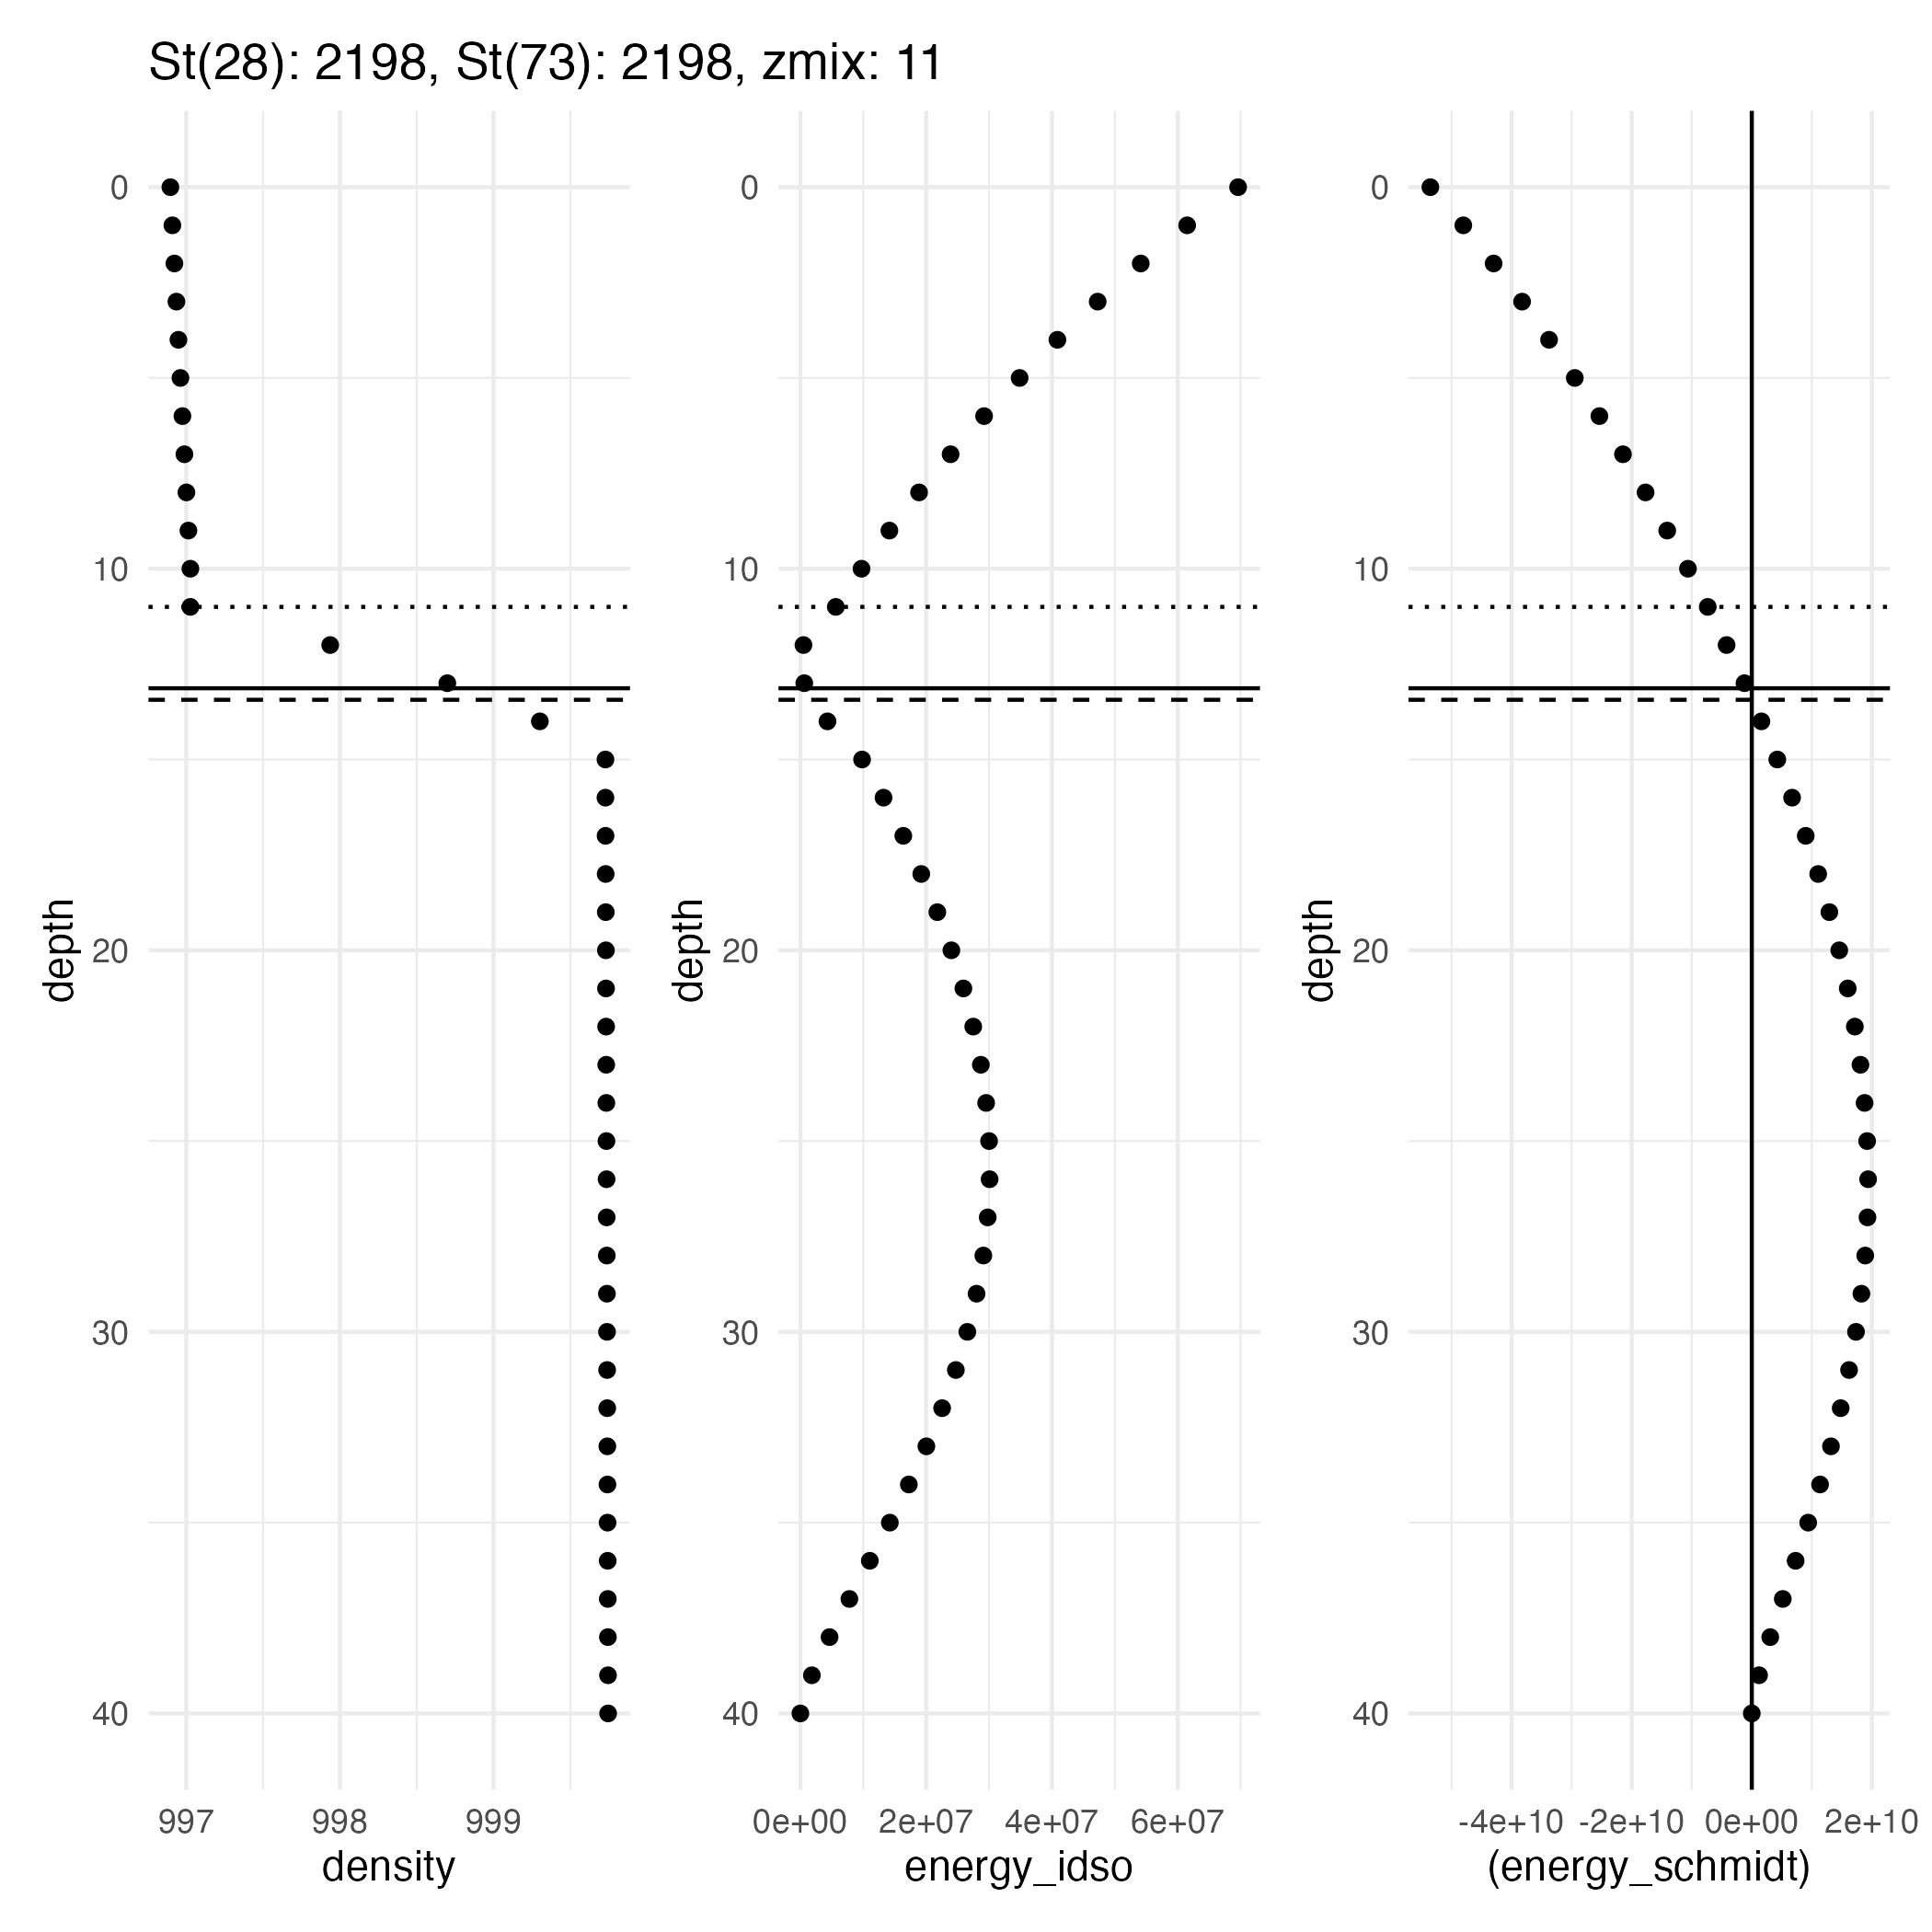 St(28): 2198, St(73): 2198, zmix: 11
0
10
20
30
40
depth
997
998
999
density
0
10
20
30
40
depth
0e+00
2e+07
4e+07
6e+07
energy_idso
0
10
20
30
40
depth
-4e+10
-2e+10
0e+00
2e+10
(energy_schmidt)